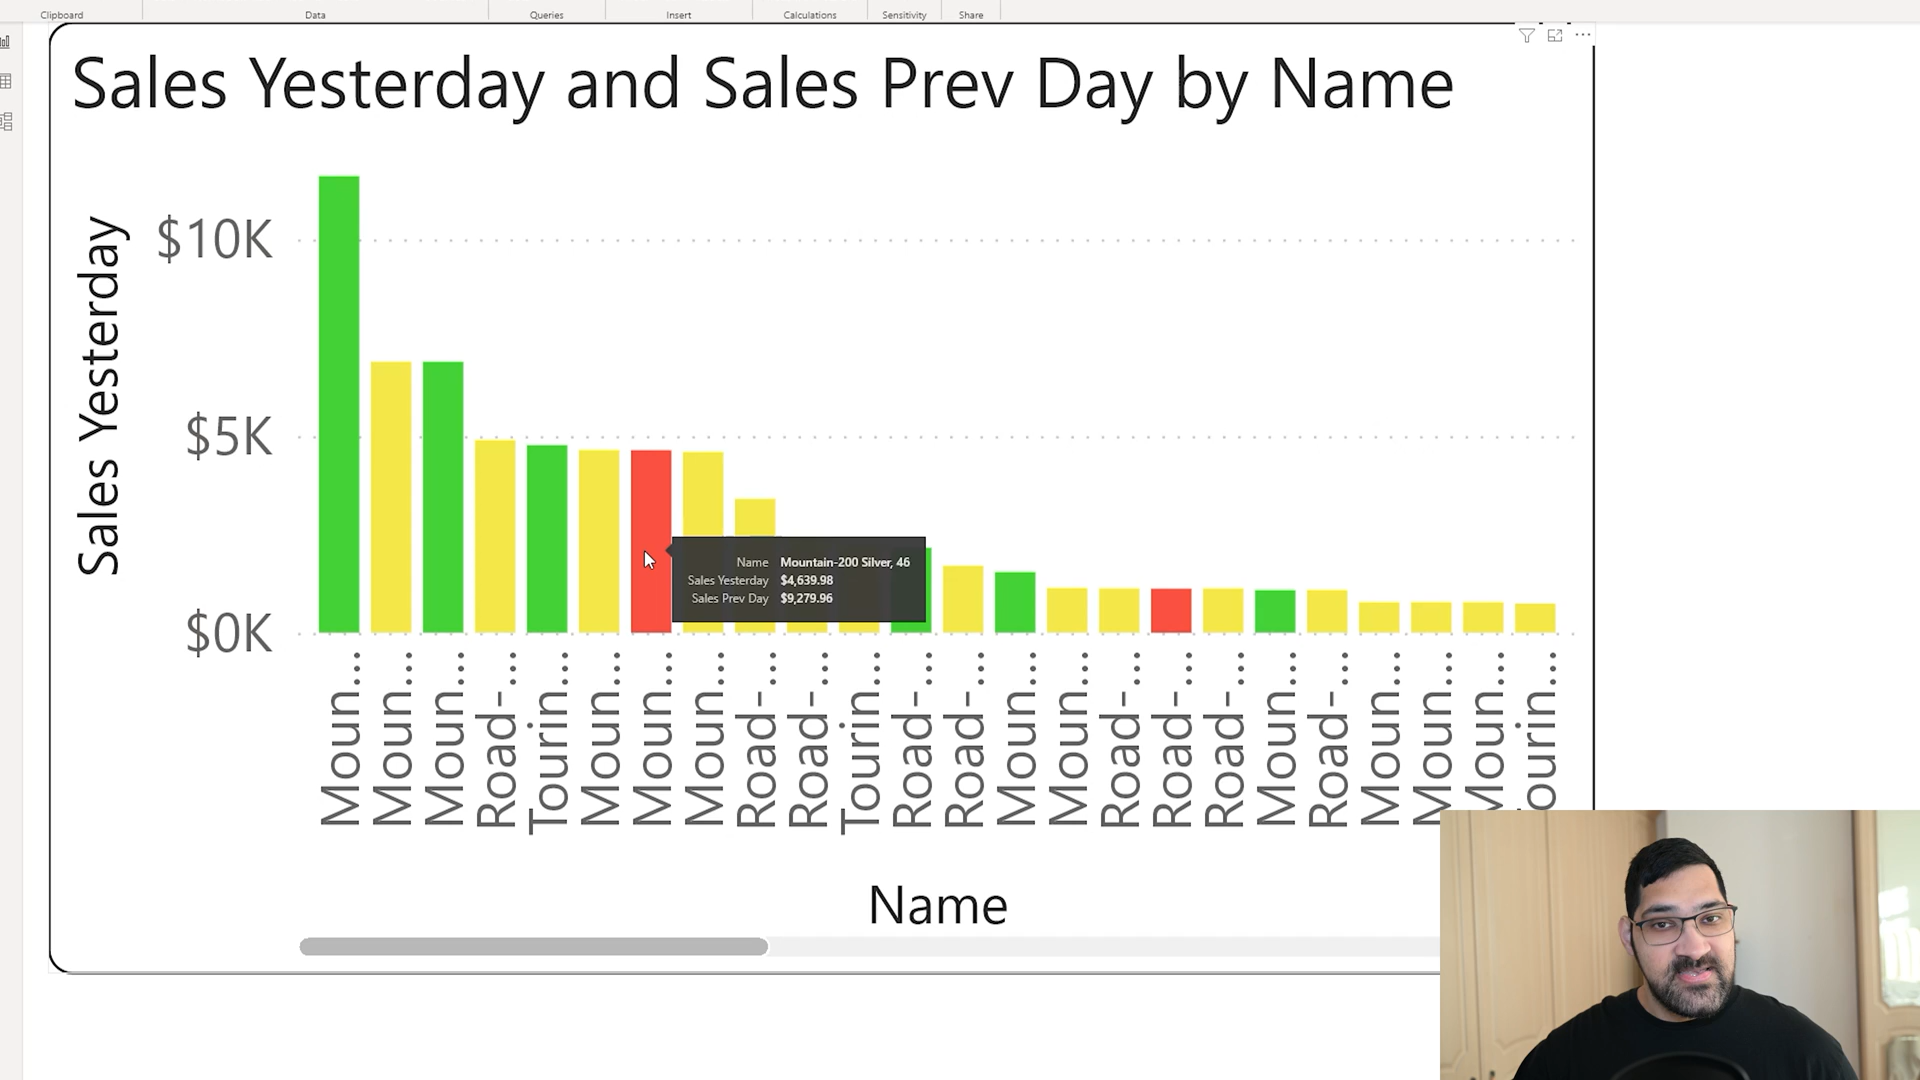 Clipboard
Data
Queries
Insert
Calculations
Sensitivity
Share
Sales Yesterday and Sales Prev Day by Name
Sales Yesterday
$10K
$5K
$0K
Name Mountain-200 Silver, 46
Sales Yesterday $4,639.98
Sales Prev Day $9,279.96
Moun...
Moun...
Moun...
Road-...
Tourin...
Moun...
Moun...
Moun...
Road-...
Road-...
Tourin...
Road-...
Road-...
Moun...
Moun...
Road-...
Road-...
Road-...
Moun...
Road-...
Moun...
Moun...
Moun...
ourin...
Name